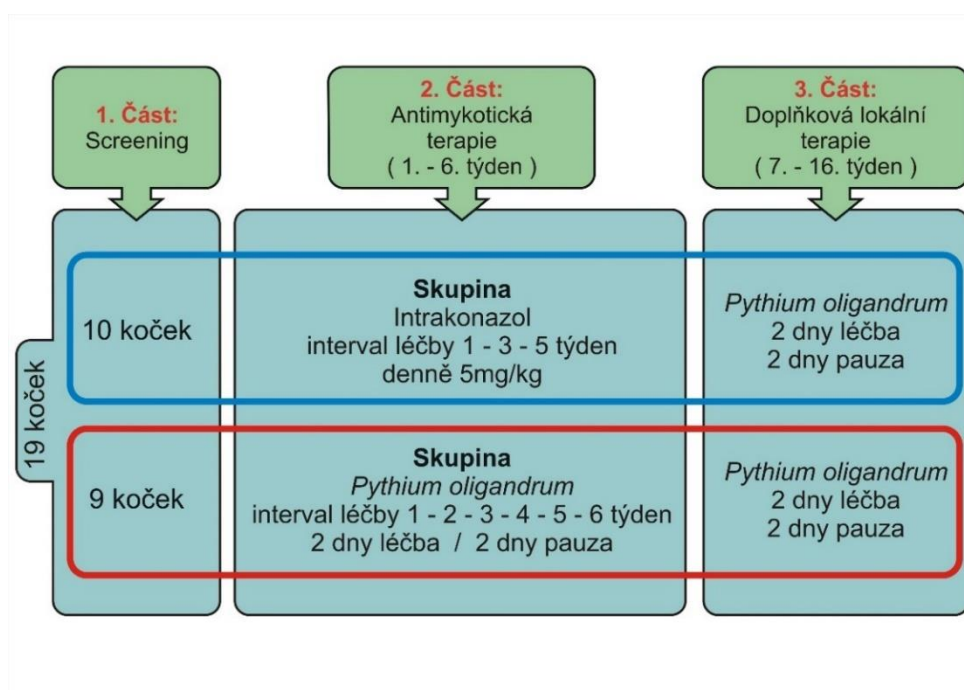 1. Část:
Screening
2. Část:
Antimykotická
terapie
( 1. - 6. týden )
3. Část:
Doplňková lokální
terapie
( 7. - 16. týden )
19 koček
10 koček
Skupina
Intrakonazol
interval léčby 1 - 3 - 5 týden
denně 5mg/kg
Pythium oligandrum
2 dny léčba
2 dny pauza
9 koček
Skupina
Pythium oligandrum
interval léčby 1 - 2 - 3 - 4 - 5 - 6 týden
2 dny léčba / 2 dny pauza
Pythium oligandrum
2 dny léčba
2 dny pauza